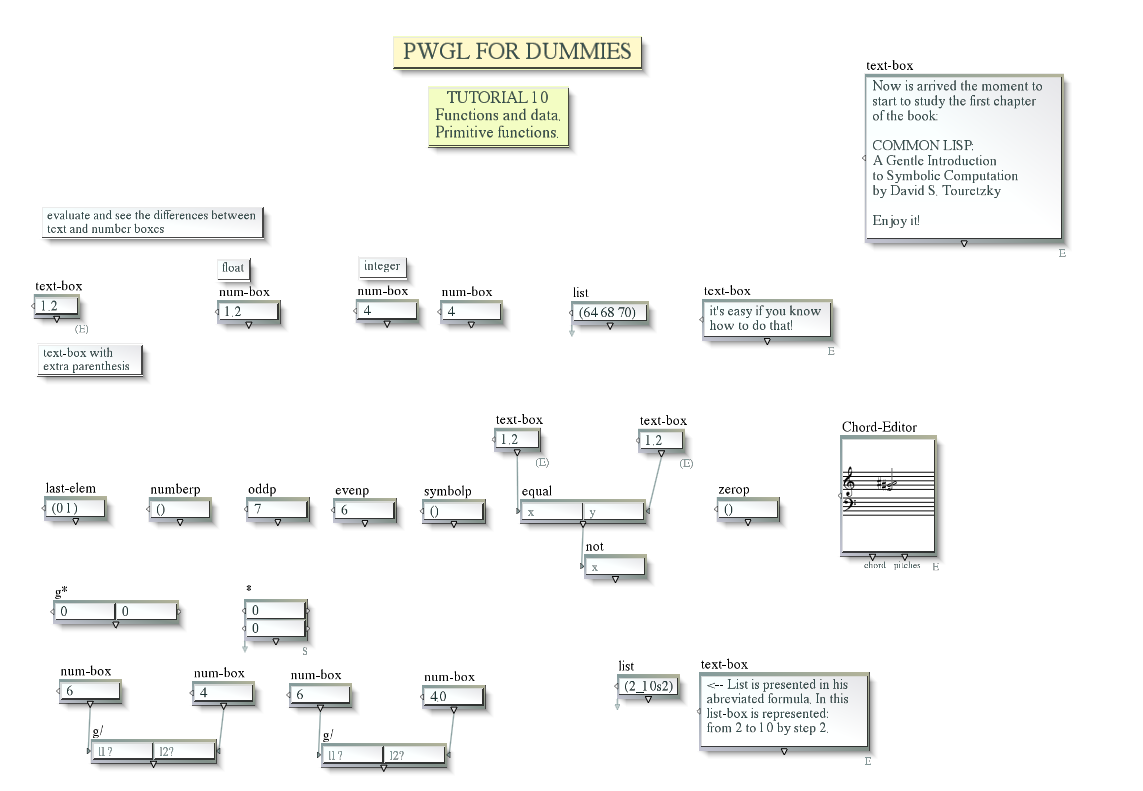 PWGL FOR DUMMIES
TUTORIAL 10
Functions and data.
Primitive functions.
text-box
Now is arrived the moment to
start to study the first chapter
of the book:
COMMON LISP:
A Gentle Introduction
to Symbolic Computation
by David S. Touretzky
Enjoy it!
E
evaluate and see the differences between
text and number boxes
float
integer
text-box
1.2
(E)
num-box
1.2
num-box
4
num-box
4
list
(64 68 70)
text-box
it's easy if you know
how to do that!
E
text-box with
extra parenthesis
text-box
1.2
(E)
text-box
1.2
(E)
Chord-Editor
chord pitches E
last-elem
(0 1)
numberp
()
oddp
7
evenp
6
symbolp
()
equal
x y
zerop
()
not
x
g*
0 0
*
0
0
S
num-box
6
num-box
4
num-box
6
num-box
4.0
g/
l1? l2?
g/
l1? l2?
list
(2_10s2)
text-box
<-- List is presented in his
abreviated formula. In this
list-box is represented:
from 2 to 10 by step 2.
E